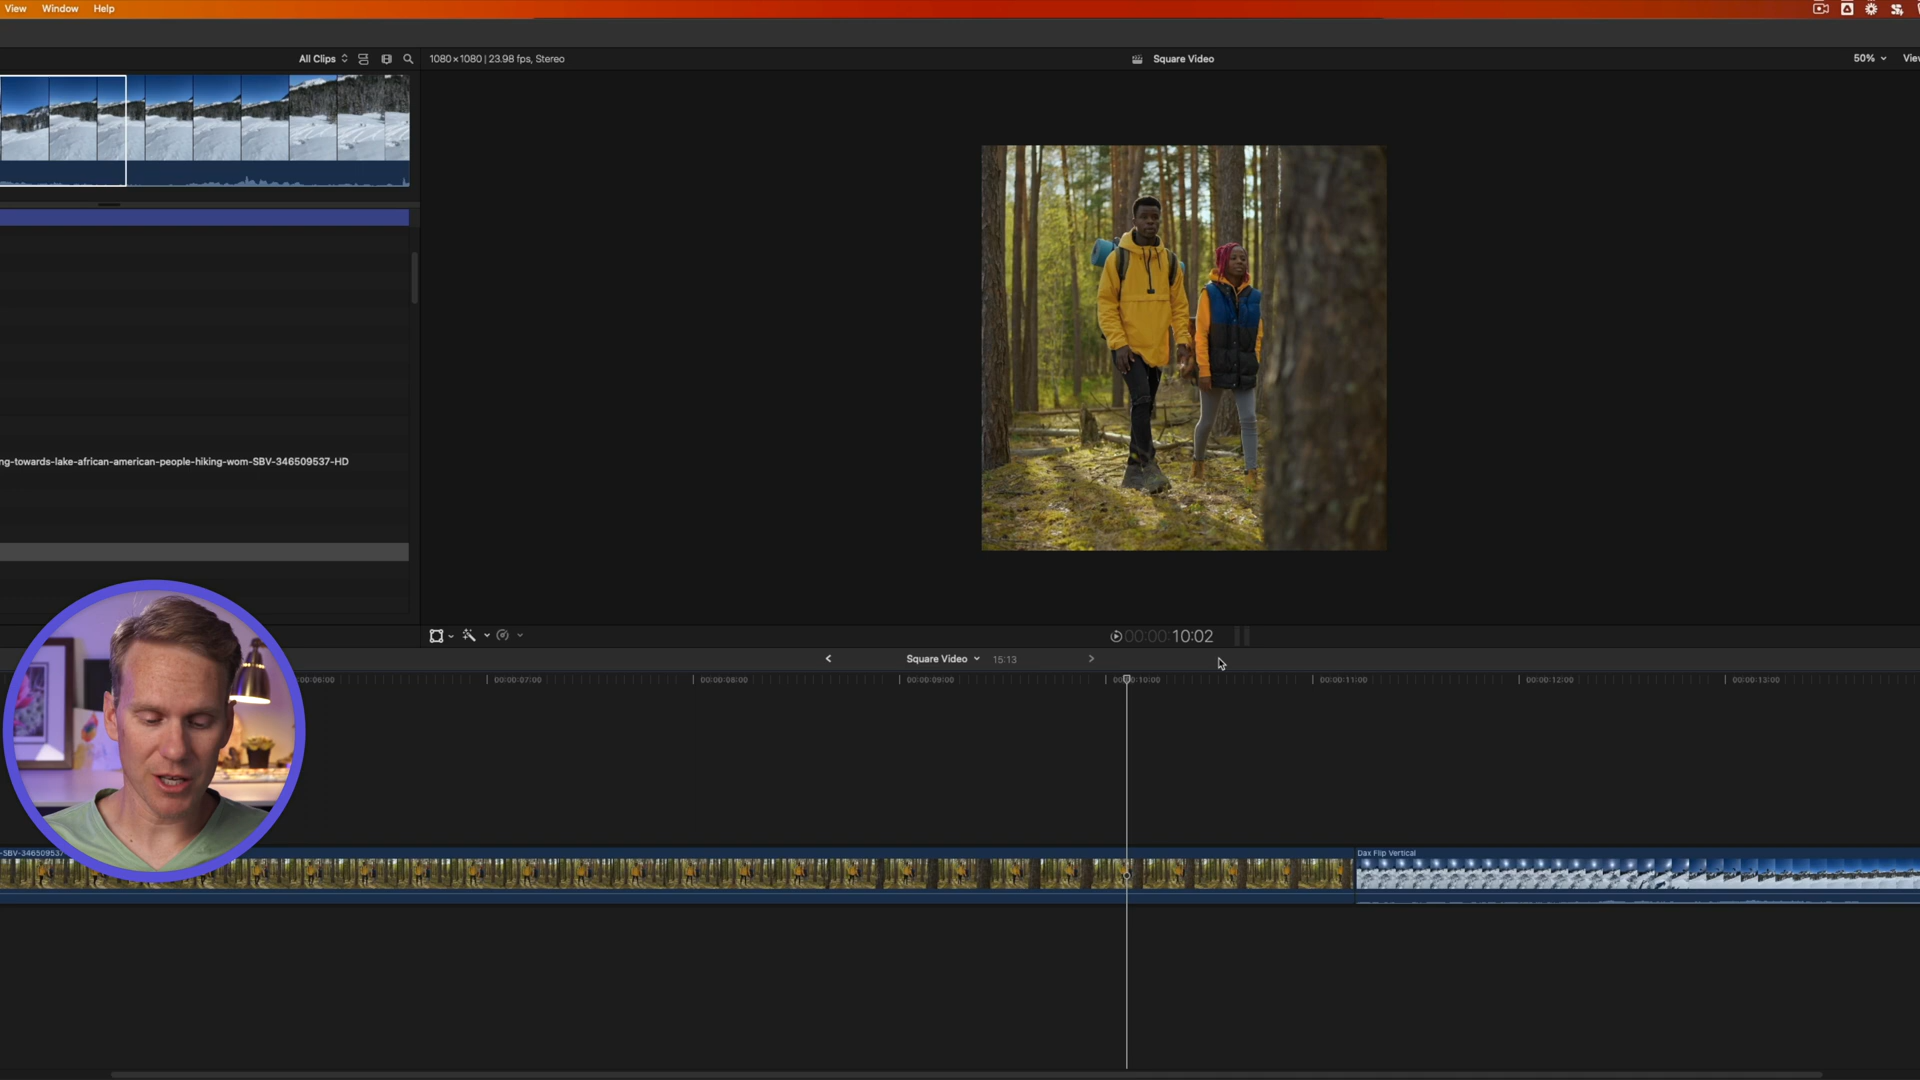 View Window Help
All Clips
1080×1080 | 23.98 fps, Stereo
Square Video
50%
View
ng-towards-lake-african-american-people-hiking-wom-SBV-346509537-HD
00:00:10:02
Square Video
15:13
00:00:06:00
00:00:07:00
00:00:08:00
00:00:09:00
00:00:10:00
00:00:11:00
00:00:12:00
00:00:13:00
-SBV-346509537-
Dax Flip Vertical